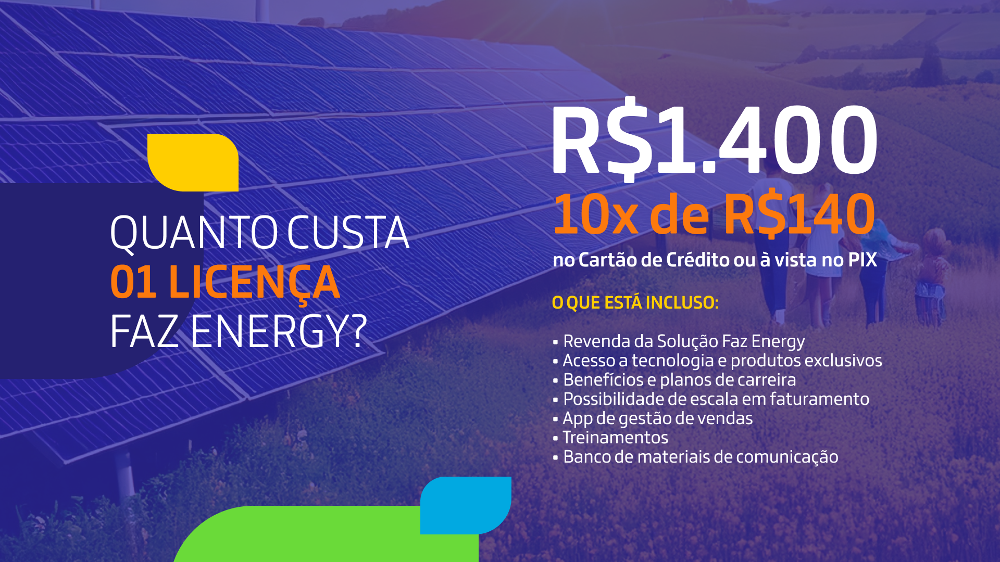 QUANTO CUSTA
01 LICENÇA
FAZ ENERGY?
R$1.400
10x de R$140
no Cartão de Crédito ou à vista no PIX
O QUE ESTÁ INCLUSO:
▪ Revenda da Solução Faz Energy
▪ Acesso a tecnologia e produtos exclusivos
▪ Benefícios e planos de carreira
▪ Possibilidade de escala em faturamento
▪ App de gestão de vendas
▪ Treinamentos
▪ Banco de materiais de comunicação